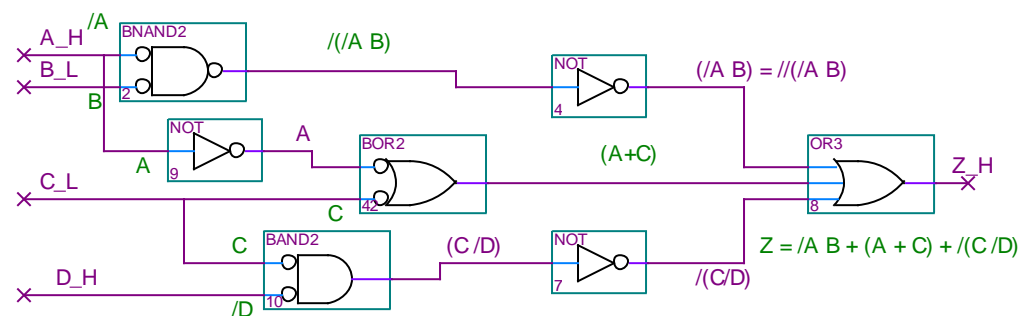 /A
BNAND2
A_H
/(/A B)
B_L
NOT
(/A B) = //(/A B)
2
B
4
NOT
A
BOR2
OR3
A
9
(A+C)
Z_H
C_L
42
C
8
C
BAND2
(C /D)
NOT
Z = /A B + (A + C) + /(C /D)
D_H
10
7
/(C/D)
/D